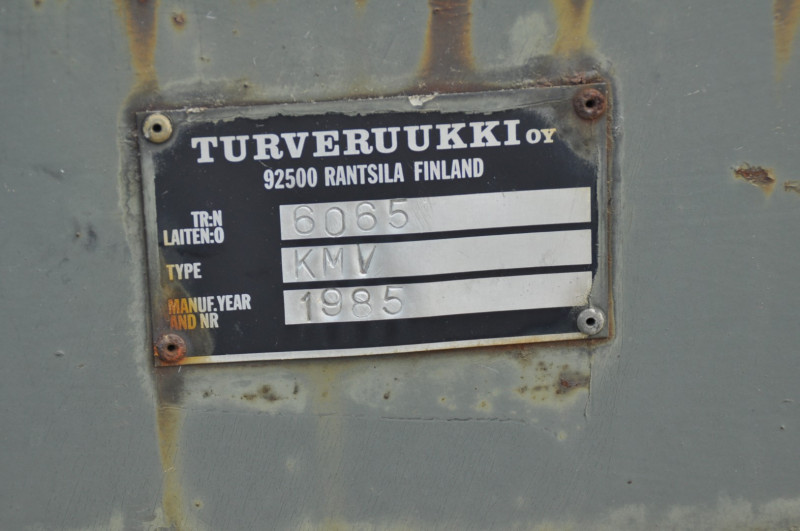 TURVERUUKKI OY
92500 RANTSILA FINLAND
TR:N
LAITEN:O 6065
TYPE KMV
MANUF.YEAR
AND NR 1985